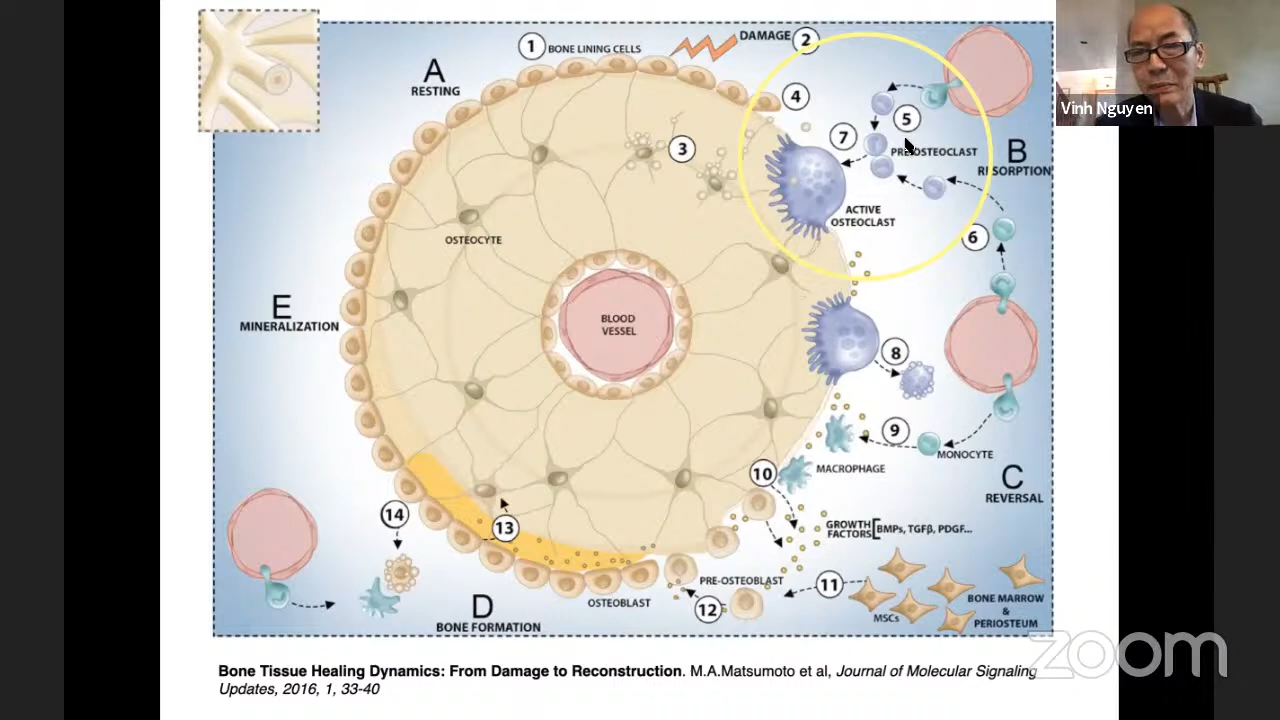 1 BONE LINING CELLS
DAMAGE 2
A
RESTING
4
5
7
3
PRE-OSTEOCLAST
B
RESORPTION
Vinh Nguyen
ACTIVE
OSTEOCLAST
OSTEOCYTE
6
E
MINERALIZATION
BLOOD
VESSEL
8
9
MONOCYTE
MACROPHAGE
10
C
REVERSAL
14
13
GROWTH
FACTORS
BMPs, TGFβ, PDGF...
PRE-OSTEOBLAST
11
12
OSTEOBLAST
MSCs
BONE MARROW
&
PERIOSTEUM
D
BONE FORMATION
zoom
Bone Tissue Healing Dynamics: From Damage to Reconstruction. M.A.Matsumoto et al, Journal of Molecular Signaling
Updates, 2016, 1, 33-40